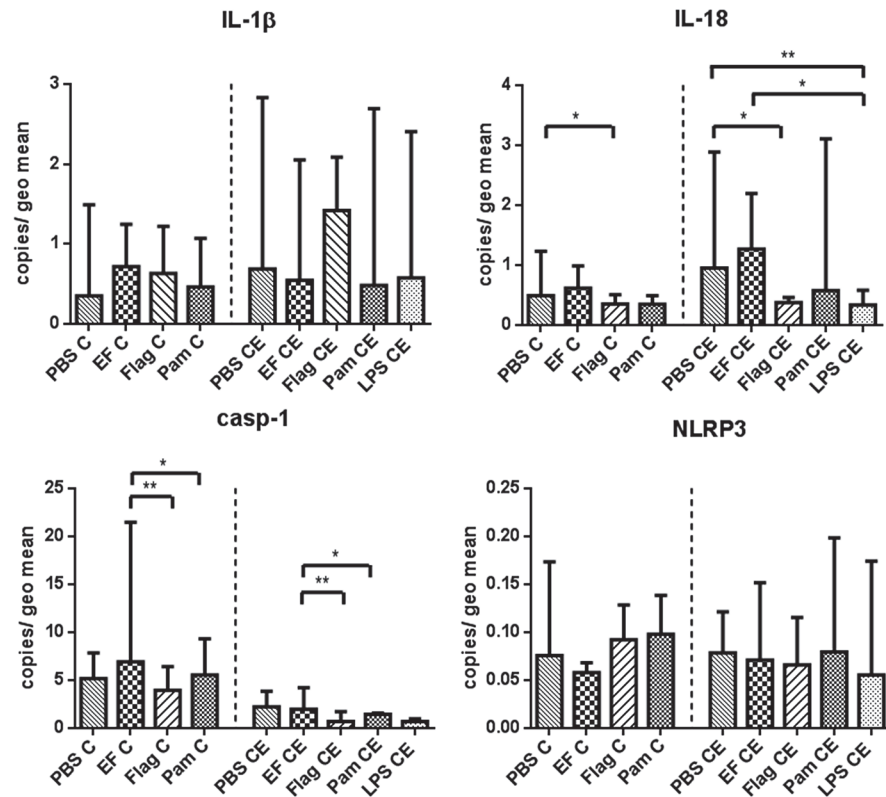 IL-1β
copies/ geo mean
3
2
1
0
PBS C
EF C
Flag C
Pam C
PBS CE
EF CE
Flag CE
Pam CE
LPS CE
IL-18
copies/ geo mean
4
3
2
1
0
*
**
*
*
PBS C
EF C
Flag C
Pam C
PBS CE
EF CE
Flag CE
Pam CE
LPS CE
casp-1
copies/ geo mean
25
20
15
10
5
0
*
**
*
**
PBS C
EF C
Flag C
Pam C
PBS CE
EF CE
Flag CE
Pam CE
LPS CE
NLRP3
copies/ geo mean
0.25
0.20
0.15
0.10
0.05
0.00
PBS C
EF C
Flag C
Pam C
PBS CE
EF CE
Flag CE
Pam CE
LPS CE